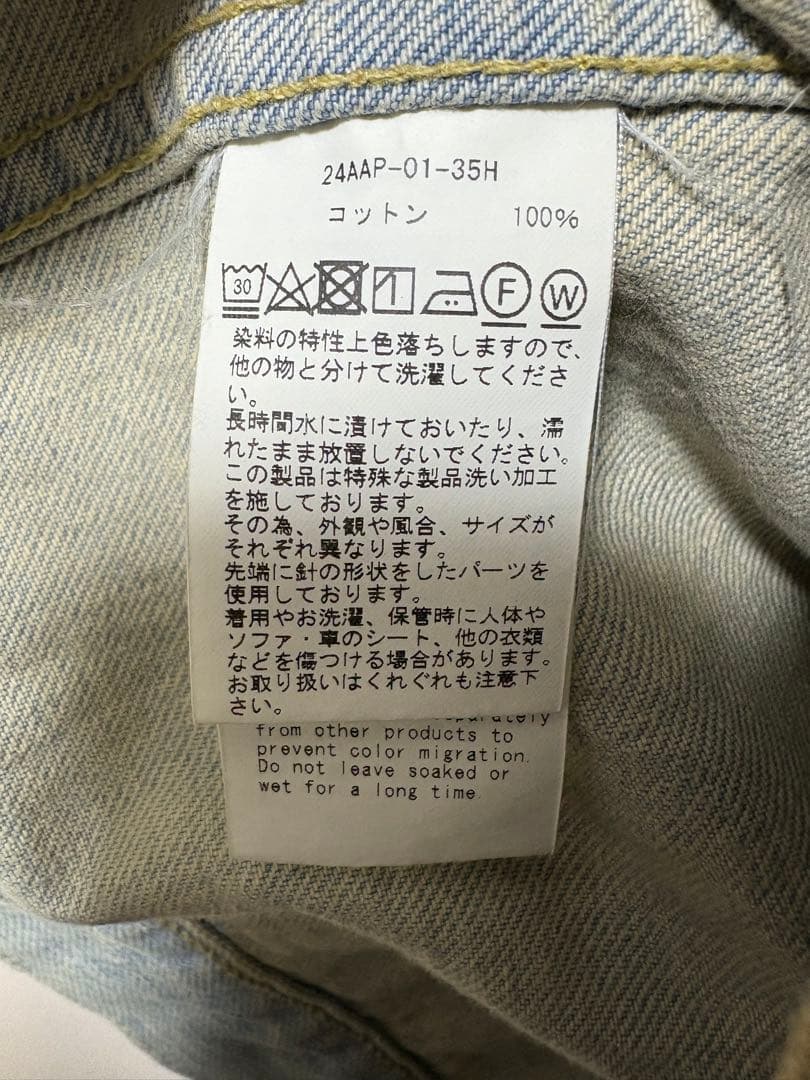 24AAP-01-35H
コットン 100%
30
F W
染料の特性上色落ちしますので、
他の物と分けて洗濯してくださ
い。
長時間水に漬けておいたり、濡
れたまま放置しないでください。
この製品は特殊な製品洗い加工
を施しております。
その為、外観や風合、サイズが
それぞれ異なります。
先端に針の形状をしたパーツを
使用しております。
着用やお洗濯、保管時に人体や
ソファ・車のシート、他の衣類
などを傷つける場合があります。
お取り扱いはくれぐれも注意下
さい。
from other products to
prevent color migration.
Do not leave soaked or
wet for a long time.